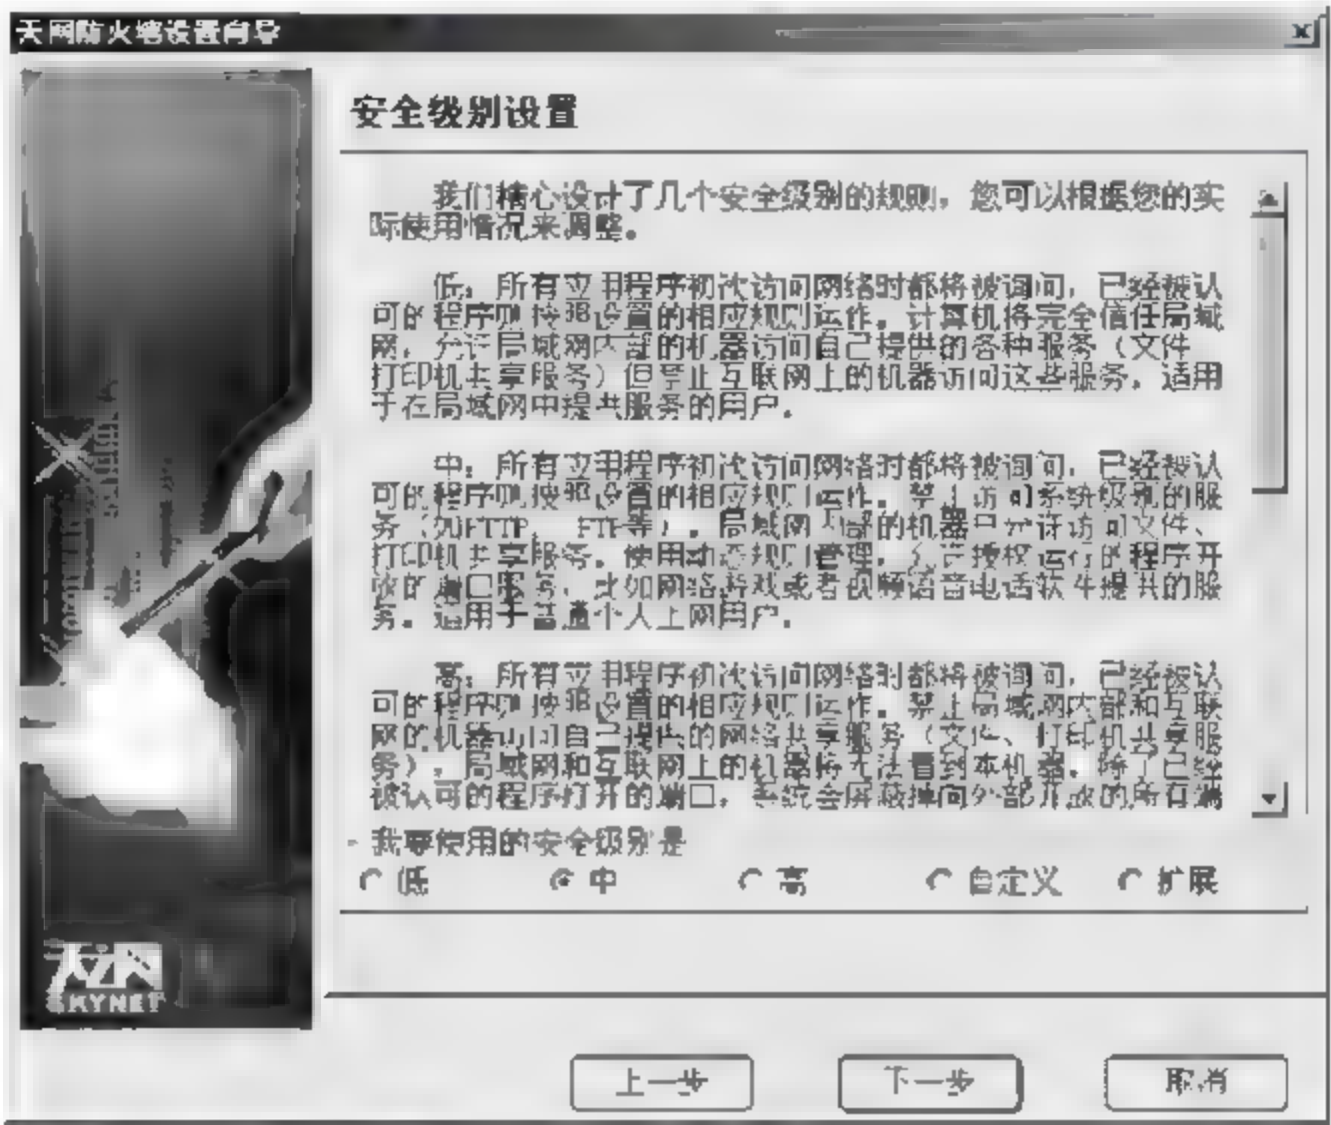 天网防火墙设置向导
安全级别设置
我们精心设计了几个安全级别的规则，您可以根据您的实
际使用情况来调整。
低：所有应用程序初次访问网络时都将被询问，已经被认
可的程序则按照设置的相应规则运作。计算机将完全信任局域
网，允许局域网内部的机器访问自己提供的各种服务（文件、
打印机共享服务）但禁止互联网上的机器访问这些服务。适用
于在局域网中提供服务的用户。
中：所有应用程序初次访问网络时都将被询问，已经被认
可的程序则按照设置的相应规则运作。禁止访问系统级别的服
务（如HTTP、FTP等）。局域网内部的机器只允许访问文件、
打印机共享服务。使用动态规则管理，允许授权运行的程序开
放的端口服务，比如网络游戏或者视频语音电话软件提供的服
务。适用于普通个人上网用户。
高：所有应用程序初次访问网络时都将被询问，已经被认
可的程序则按照设置的相应规则运作。禁止局域网内部和互联
网的机器访问自己提供的网络共享服务（文件、打印机共享服
务），局域网和互联网上的机器将无法看到本机器。除了已经
被认可的程序打开的端口，系统会屏蔽掉向外部开放的所有端
我要使用的安全级别是
低 中 高 自定义 扩展
天网
SKYNET
上一步 下一步 取消